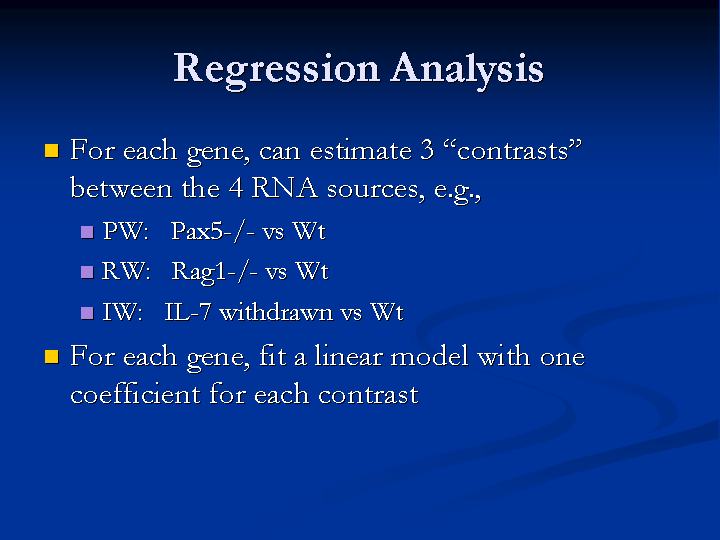 Regression Analysis
For each gene, can estimate 3 “contrasts”
between the 4 RNA sources, e.g.,
PW: Pax5-/- vs Wt
RW: Rag1-/- vs Wt
IW: IL-7 withdrawn vs Wt
For each gene, fit a linear model with one
coefficient for each contrast